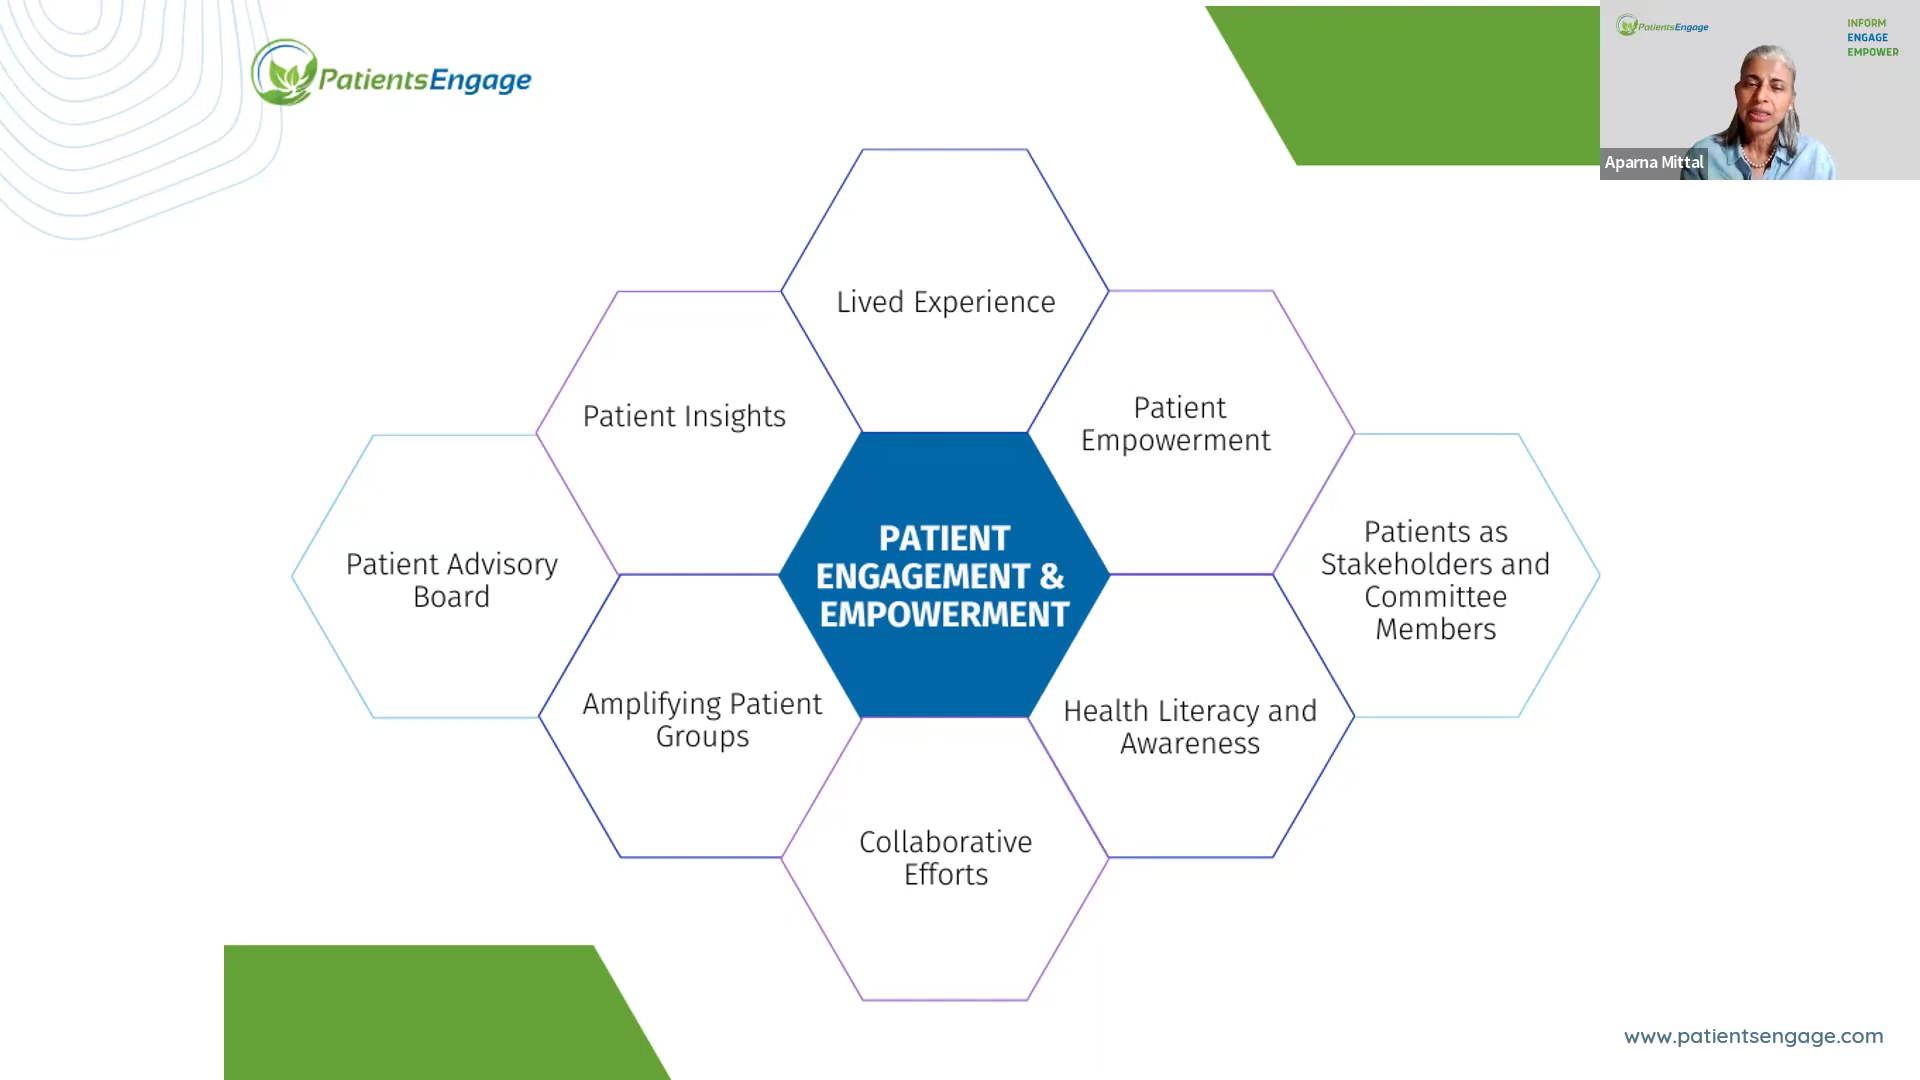 PatientsEngage
PatientsEngage
INFORM
ENGAGE
EMPOWER
Aparna Mittal
Lived Experience
Patient Insights
Patient
Empowerment
Patient Advisory
Board
PATIENT
ENGAGEMENT &
EMPOWERMENT
Patients as
Stakeholders and
Committee
Members
Amplifying Patient
Groups
Health Literacy and
Awareness
Collaborative
Efforts
www.patientsengage.com